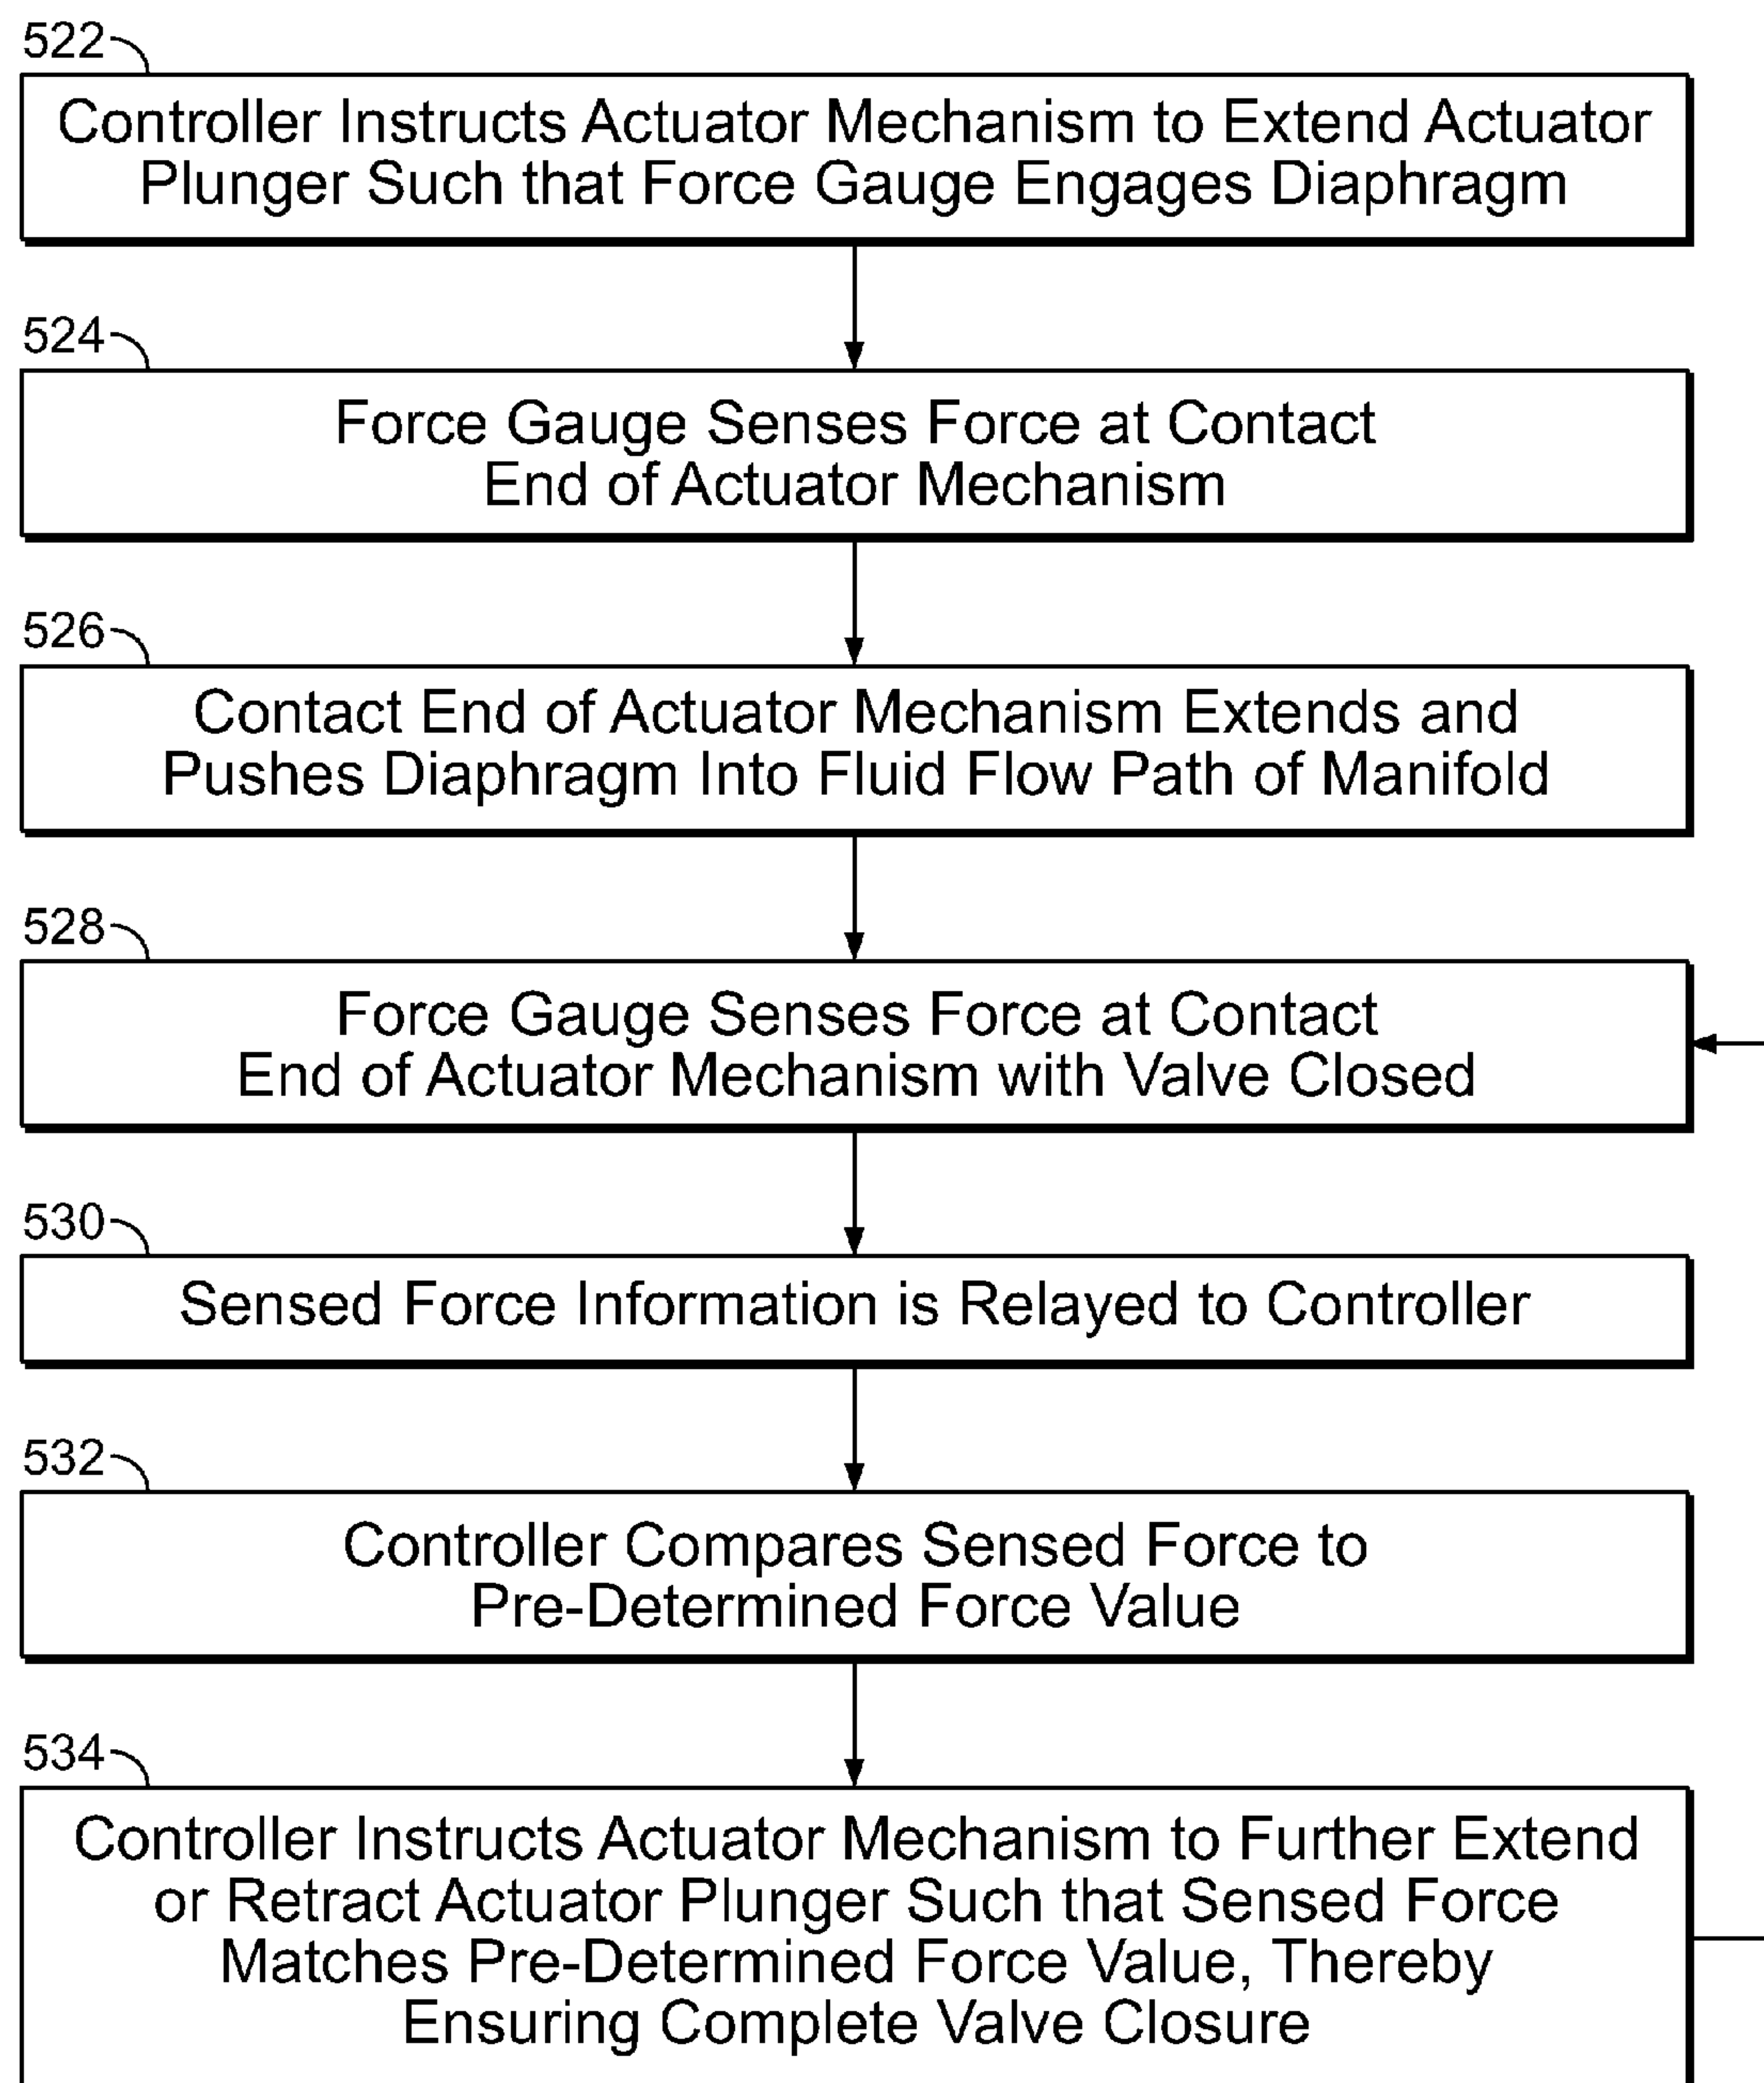 522
Controller Instructs Actuator Mechanism to Extend Actuator
Plunger Such that Force Gauge Engages Diaphragm
524
Force Gauge Senses Force at Contact
End of Actuator Mechanism
526
Contact End of Actuator Mechanism Extends and
Pushes Diaphragm Into Fluid Flow Path of Manifold
528
Force Gauge Senses Force at Contact
End of Actuator Mechanism with Valve Closed
530
Sensed Force Information is Relayed to Controller
532
Controller Compares Sensed Force to
Pre-Determined Force Value
534
Controller Instructs Actuator Mechanism to Further Extend
or Retract Actuator Plunger Such that Sensed Force
Matches Pre-Determined Force Value, Thereby
Ensuring Complete Valve Closure